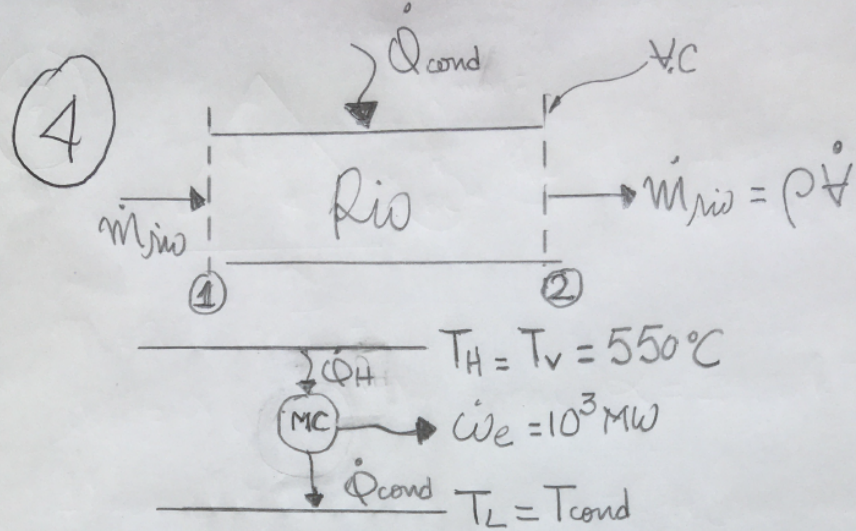 Q̇cond
V.C
4
Rio
ṁrio
ṁrio = ρV̇
1
2
TH = Tv = 550°C
Q̇H
MC
ẇe = 10³ MW
Q̇cond
TL = Tcond